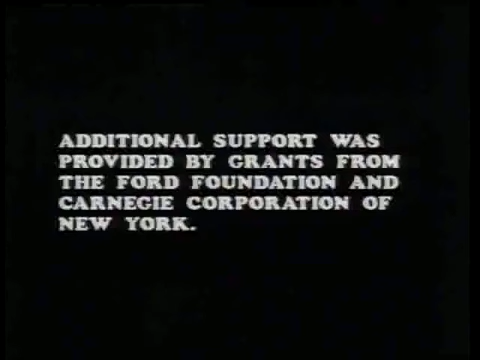 ADDITIONAL SUPPORT WAS
PROVIDED BY GRANTS FROM
THE FORD FOUNDATION AND
CARNEGIE CORPORATION OF
NEW YORK.